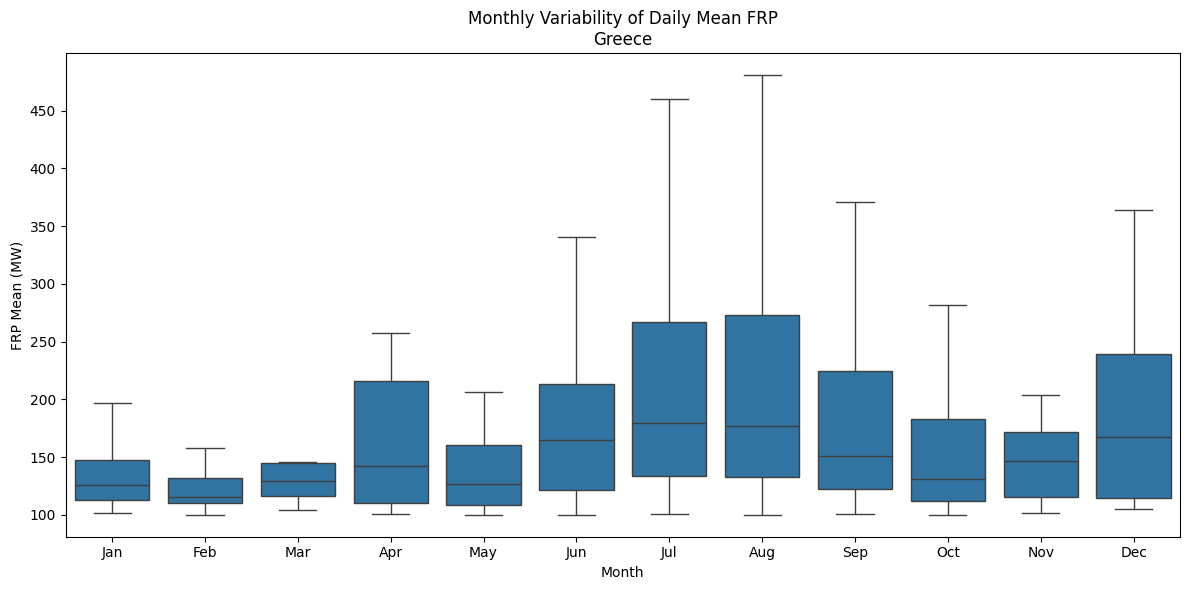 Monthly Variability of Daily Mean FRP
Greece
FRP Mean (MW)
450
400
350
300
250
200
150
100
Jan Feb Mar Apr May Jun Jul Aug Sep Oct Nov Dec
Month